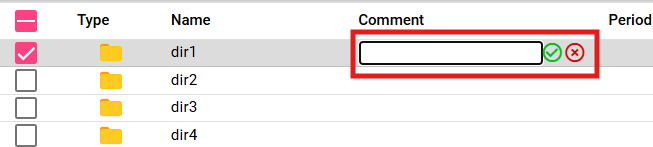 Type Name Comment Period
dir1
dir2
dir3
dir4